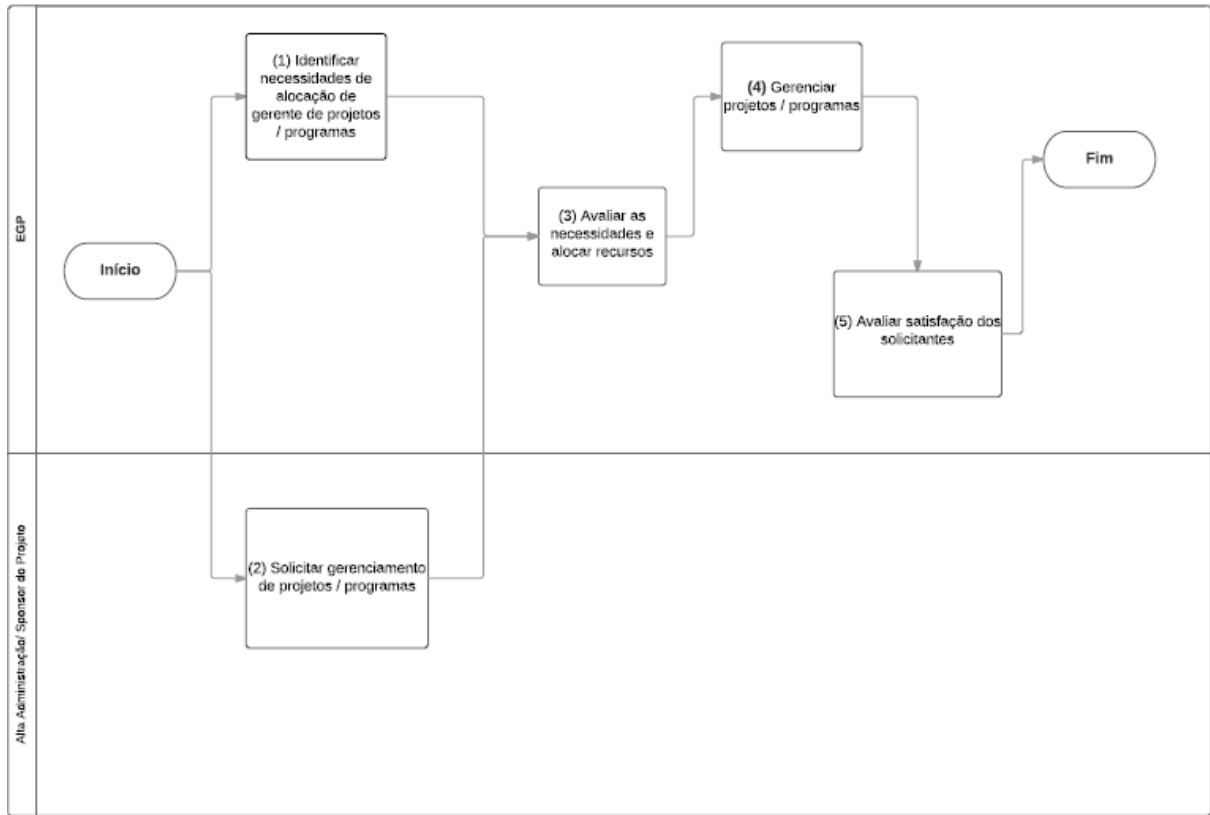 EGP
Início
(1) Identificar
necessidades de
alocação de
gerente de projetos
/ programas
(3) Avaliar as
necessidades e
alocar recursos
(4) Gerenciar
projetos / programas
(5) Avaliar satisfação dos
solicitantes
Fim
Alta Administração/ Sponsor do Projeto
(2) Solicitar gerenciamento
de projetos / programas